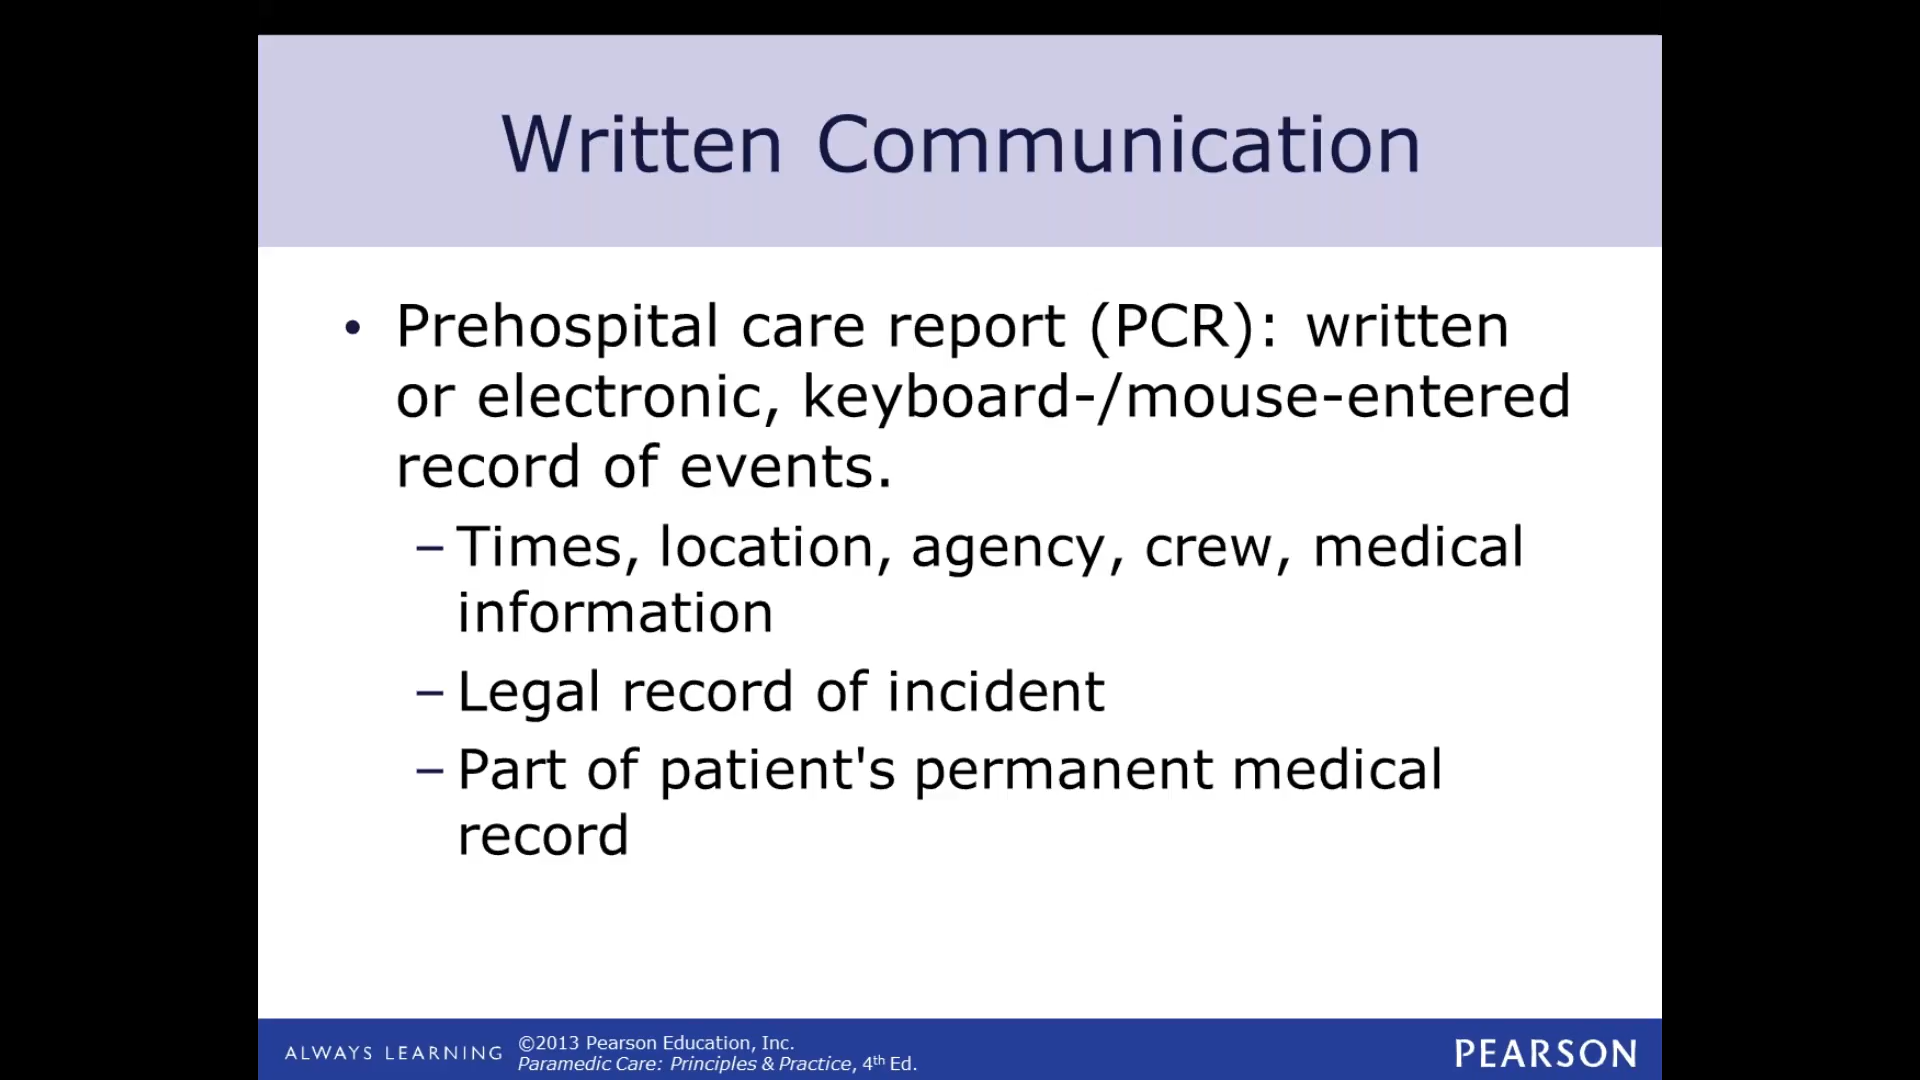 Written Communication
• Prehospital care report (PCR): written
or electronic, keyboard-/mouse-entered
record of events.
– Times, location, agency, crew, medical
information
– Legal record of incident
– Part of patient's permanent medical
record
ALWAYS LEARNING
©2013 Pearson Education, Inc.
Paramedic Care: Principles & Practice, 4th Ed.
PEARSON